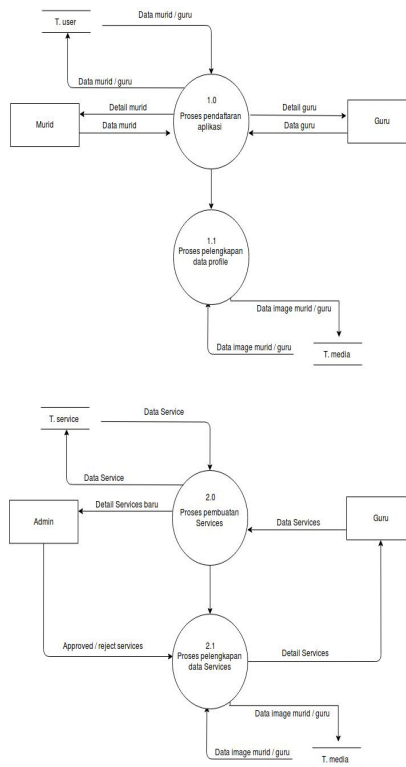 Data murid / guru
T. user
Data murid / guru
1.0
Proses pendaftaran
aplikasi
Detail murid
Detail guru
Murid
Guru
Data murid
Data guru
1.1
Proses pelengkapan
data profile
Data image murid / guru
Data image murid / guru
T. media
Data Service
T. service
Data Service
2.0
Proses pembuatan
Services
Detail Services baru
Admin
Data Services
Guru
2.1
Proses pelengkapan
data Services
Approved / reject services
Detail Services
Data image murid / guru
Data image murid / guru
T. media